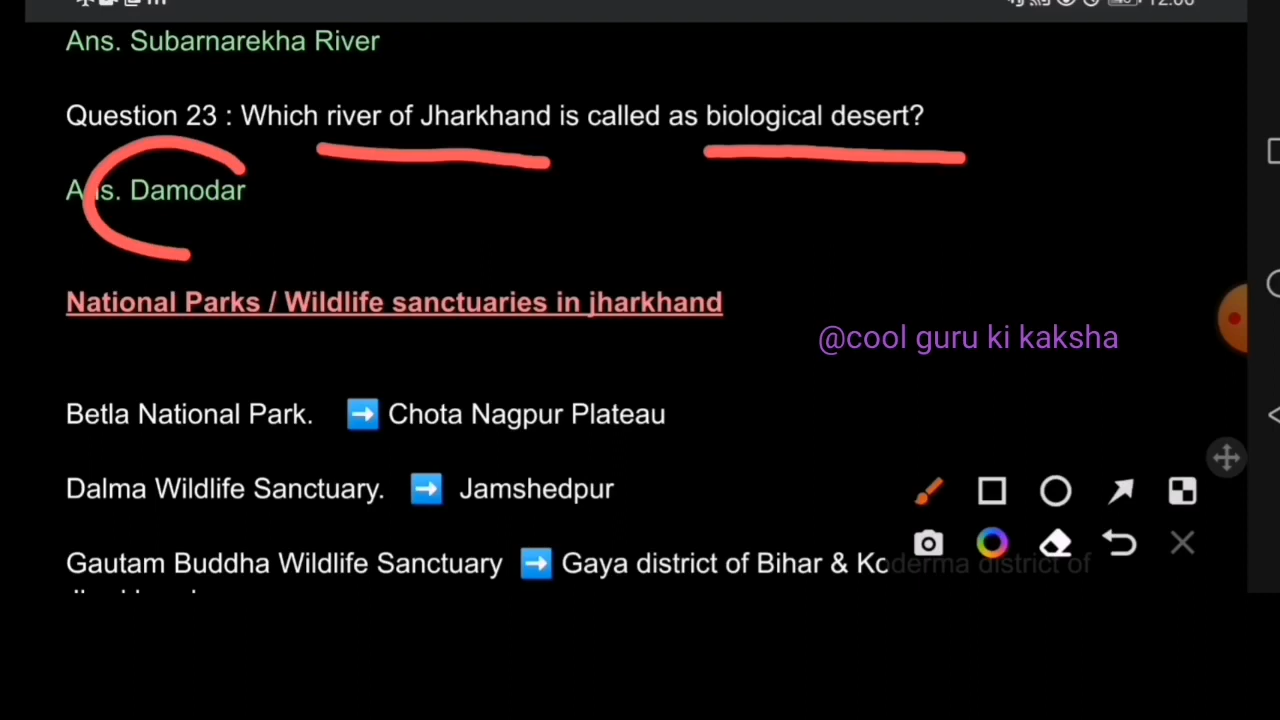 Ans. Subarnarekha River
Question 23 : Which river of Jharkhand is called as biological desert?
Ans. Damodar
National Parks / Wildlife sanctuaries in jharkhand
@cool guru ki kaksha
Betla National Park. ➡️ Chota Nagpur Plateau
Dalma Wildlife Sanctuary. ➡️ Jamshedpur
Gautam Buddha Wildlife Sanctuary ➡️ Gaya district of Bihar & Koderma district of